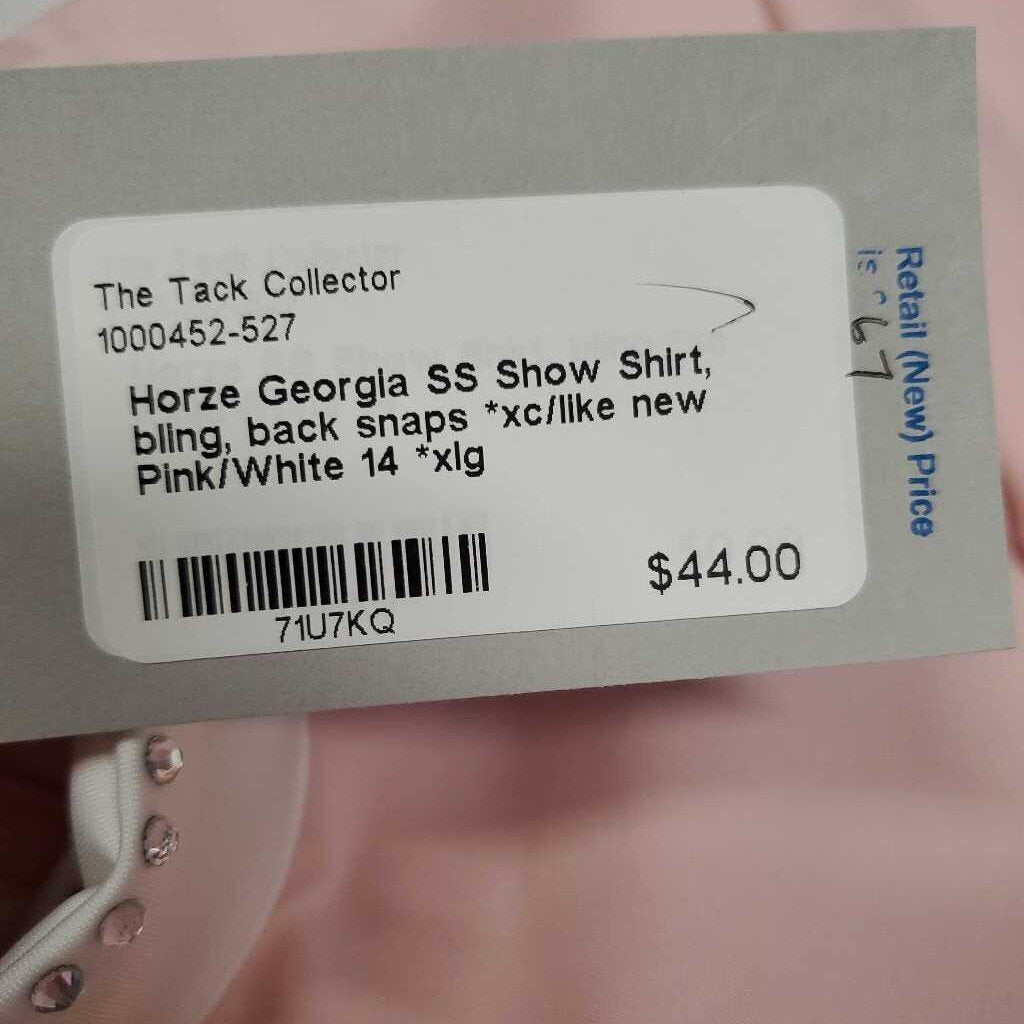 The Tack Collector
1000452-527
Horze Georgia SS Show Shirt,
bling, back snaps *xc/like new
Pink/White 14 *xlg
71U7KQ
$44.00
Retail (New) Price
is 67